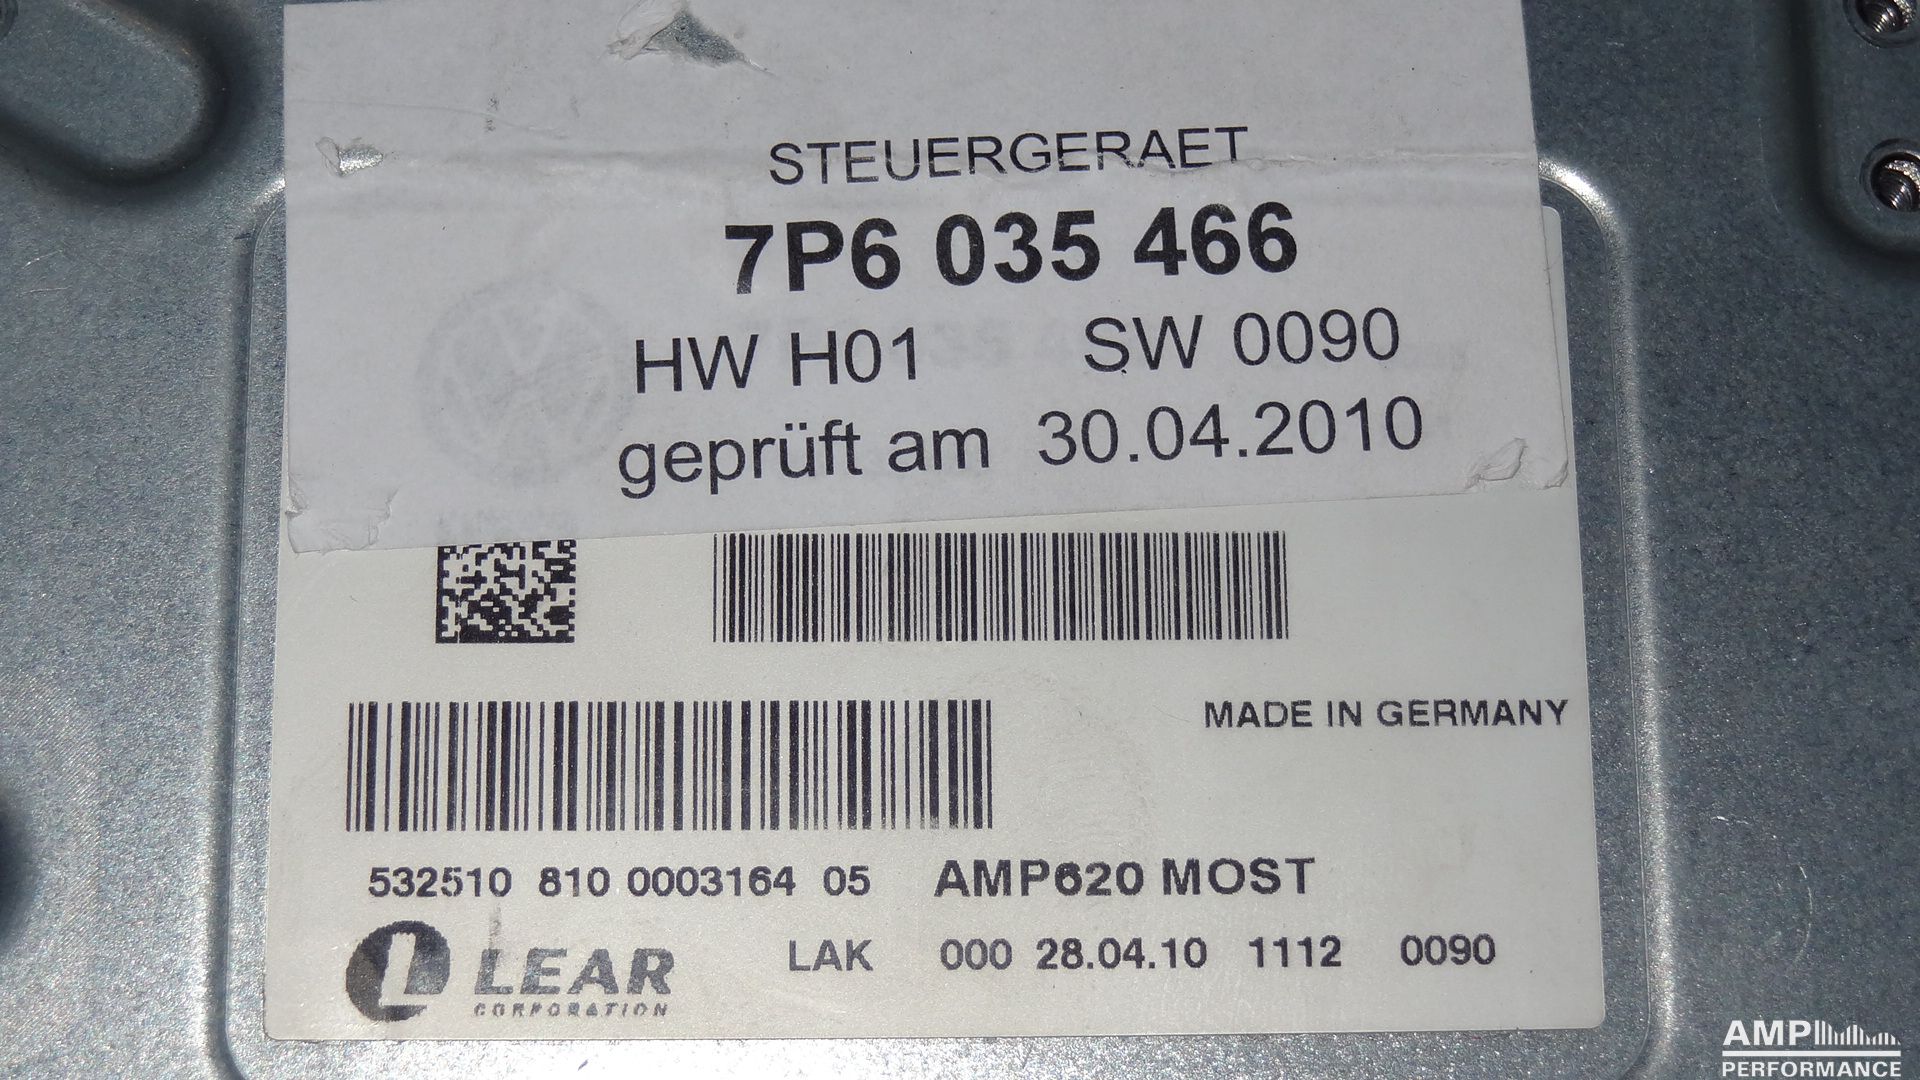 STEUERGERAET
7P6 035 466
HW H01 SW 0090
geprüft am 30.04.2010
MADE IN GERMANY
532510 810 0003164 05 AMP620 MOST
L LEAR
CORPORATION
LAK 000 28.04.10 1112 0090
AMP
PERFORMANCE